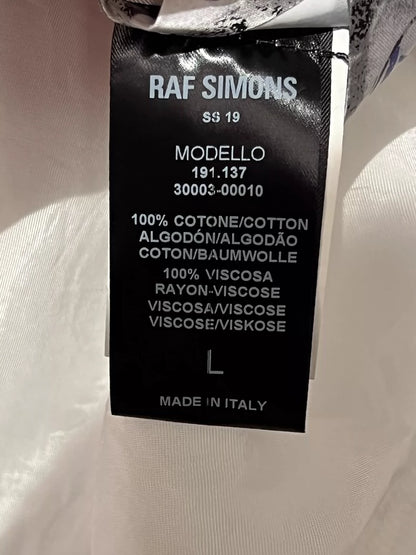 RAF SIMONS
SS 19
MODELLO
191.137
30003-00010
100% COTONE/COTTON
ALGODÓN/ALGODÃO
COTON/BAUMWOLLE
100% VISCOSA
RAYON-VISCOSE
VISCOSA/VISCOSE
VISCOSE/VISKOSE
L
MADE IN ITALY